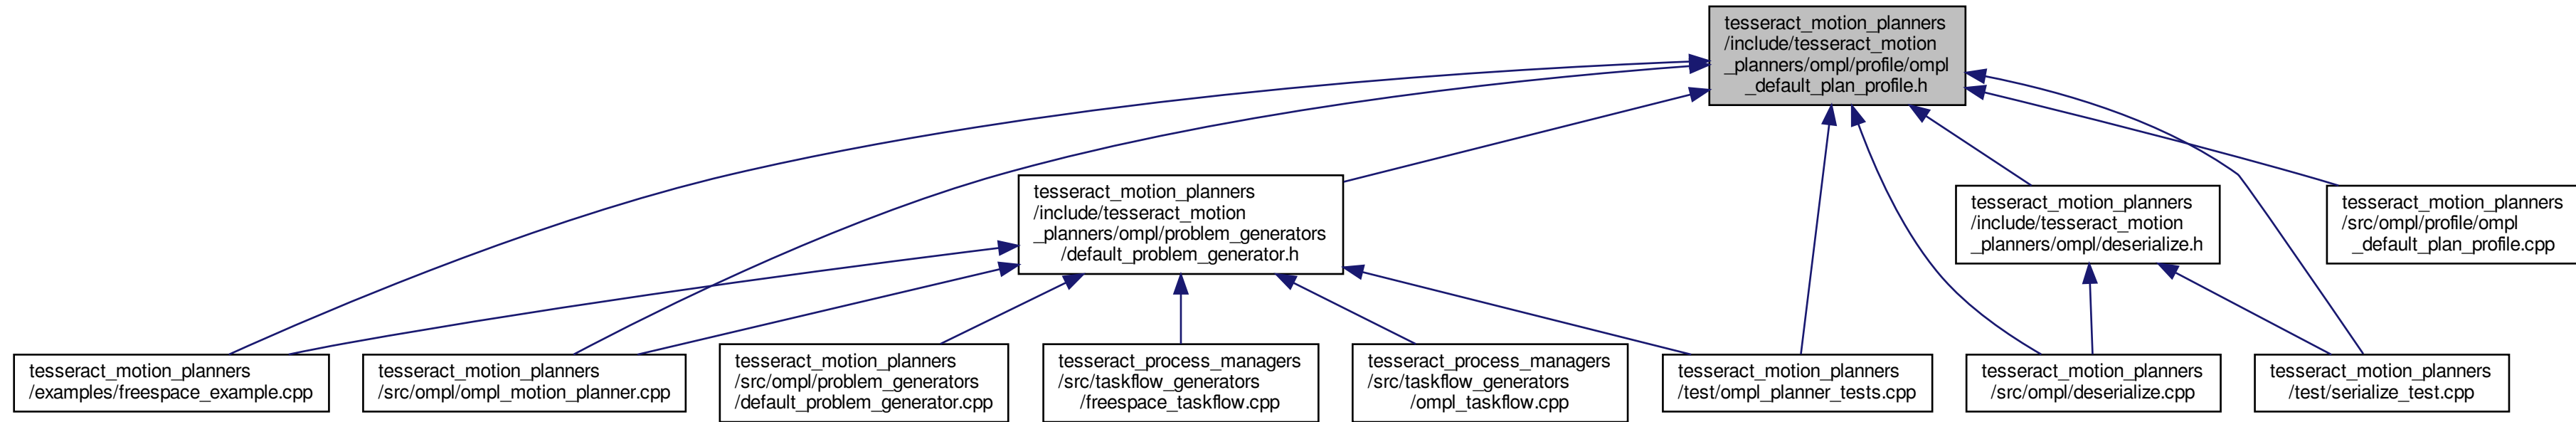 tesseract_motion_planners
/include/tesseract_motion
_planners/ompl/profile/ompl
_default_plan_profile.h
tesseract_motion_planners
/include/tesseract_motion
_planners/ompl/problem_generators
/default_problem_generator.h
tesseract_motion_planners
/include/tesseract_motion
_planners/ompl/deserialize.h
tesseract_motion_planners
/src/ompl/profile/ompl
_default_plan_profile.cpp
tesseract_motion_planners
/examples/freespace_example.cpp
tesseract_motion_planners
/src/ompl/ompl_motion_planner.cpp
tesseract_motion_planners
/src/ompl/problem_generators
/default_problem_generator.cpp
tesseract_process_managers
/src/taskflow_generators
/freespace_taskflow.cpp
tesseract_process_managers
/src/taskflow_generators
/ompl_taskflow.cpp
tesseract_motion_planners
/test/ompl_planner_tests.cpp
tesseract_motion_planners
/src/ompl/deserialize.cpp
tesseract_motion_planners
/test/serialize_test.cpp